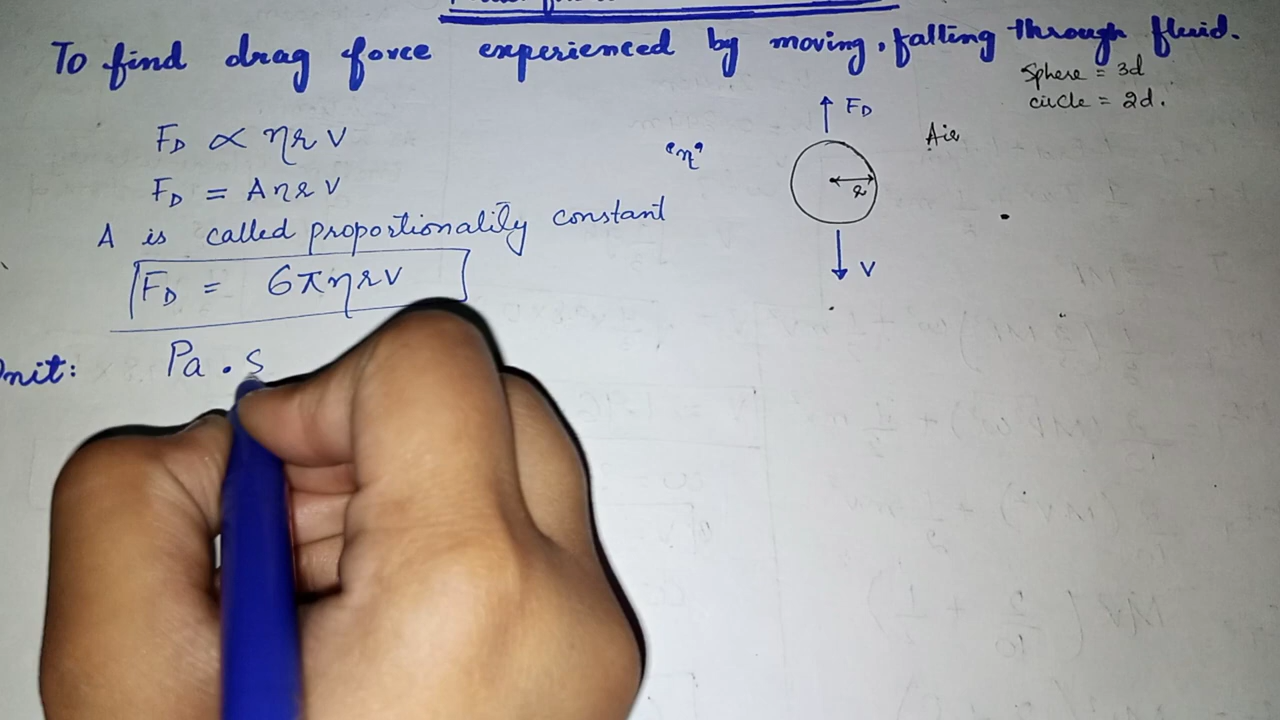 To find drag force experienced by moving, falling through fluid.
Sphere = 3d
circle = 2d.
F_D ∝ ηrv
F_D = Aηrv
A is called proportionality constant
F_D = 6πηrv
Unit: Pa . s
"η"
F_D
Air
r
v